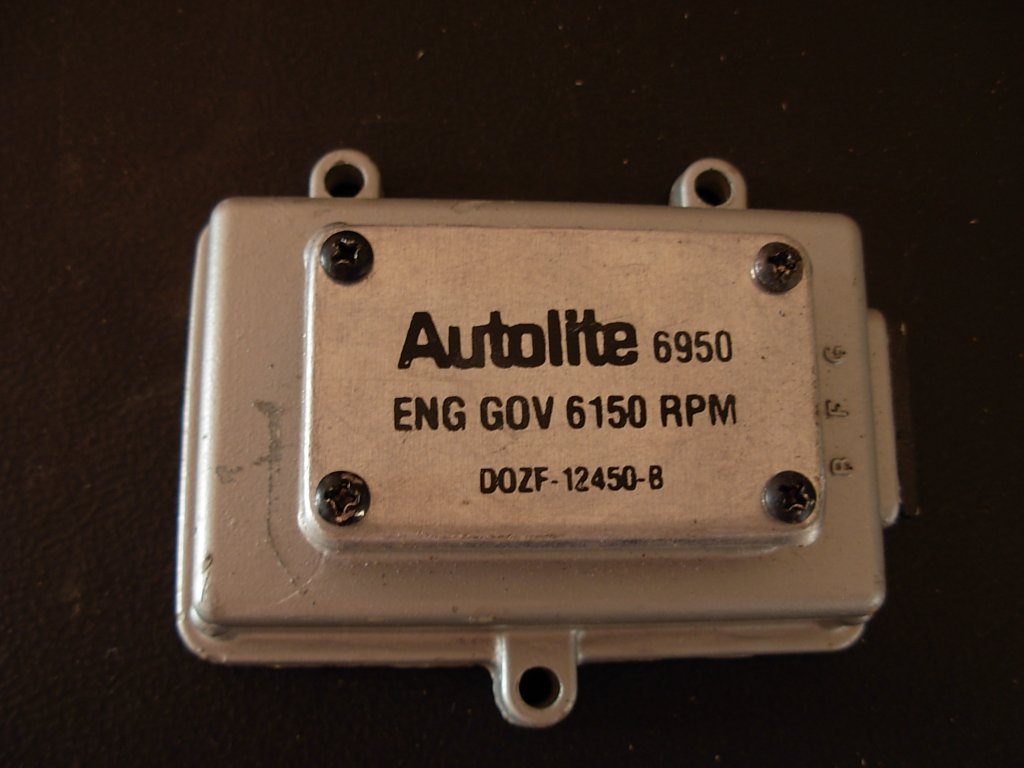 Autolite 6950
ENG GOV 6150 RPM
DOZF-12450-B